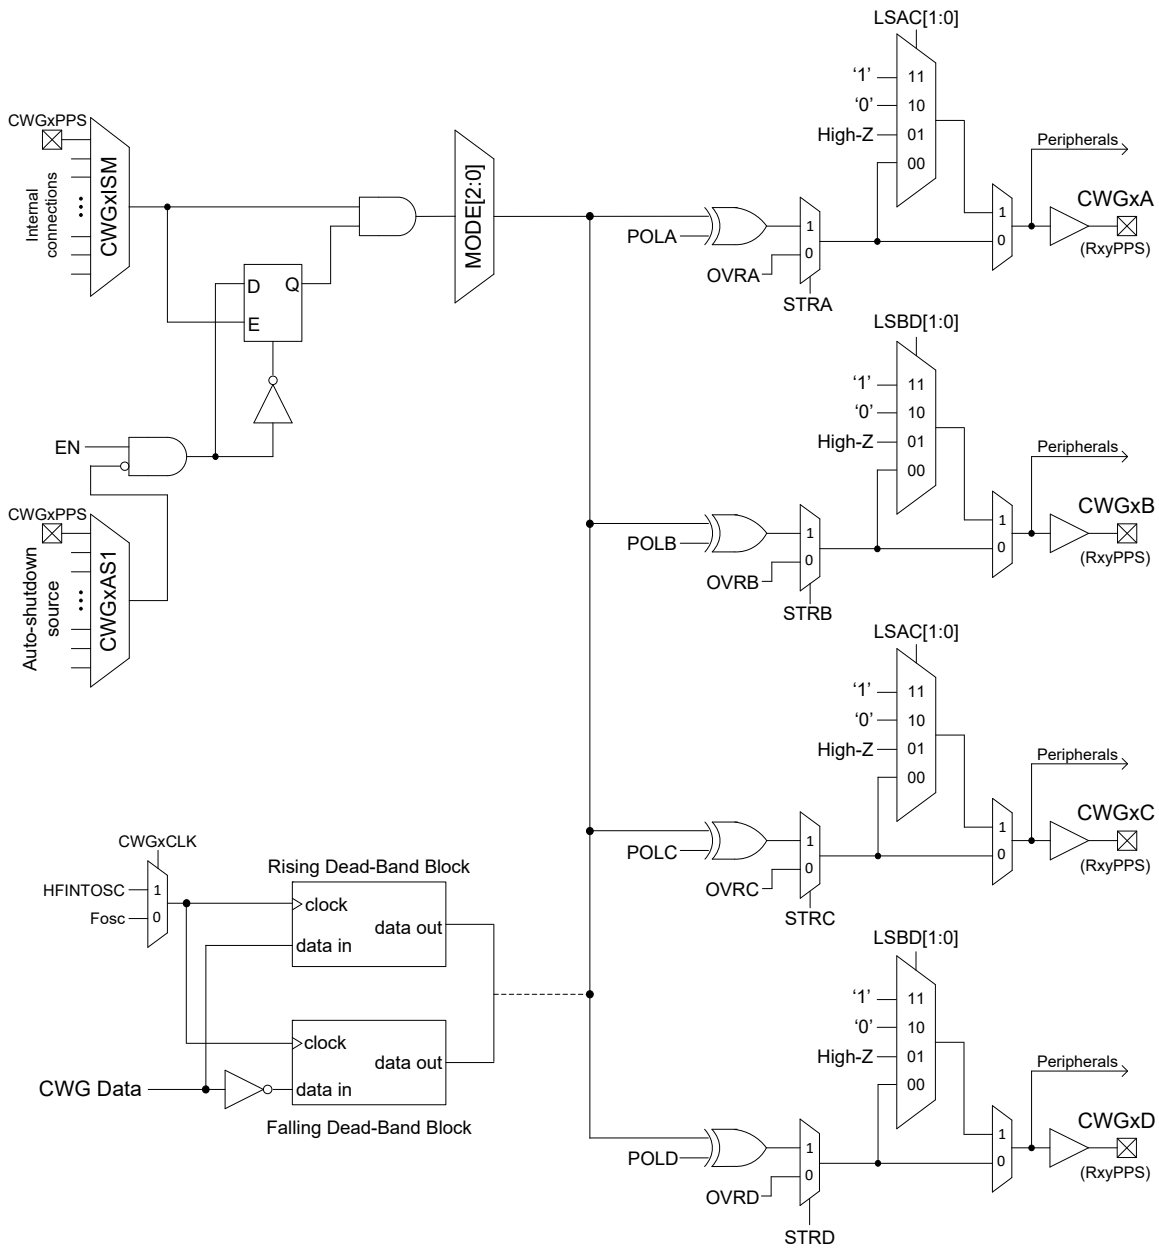 LSAC[1:0]
‘1’
11
‘0’
10
High-Z
01
00
Peripherals
1
0
CWGxA
(RxyPPS)
POLA
1
0
OVRA
STRA
CWGxPPS
Internal
connections
CWGxISM
MODE[2:0]
D
Q
E
EN
CWGxPPS
Auto-shutdown
source
CWGxAS1
LSBD[1:0]
‘1’
11
‘0’
10
High-Z
01
00
Peripherals
1
0
CWGxB
(RxyPPS)
POLB
1
0
OVRB
STRB
LSAC[1:0]
‘1’
11
‘0’
10
High-Z
01
00
Peripherals
1
0
CWGxC
(RxyPPS)
POLC
1
0
OVRC
STRC
CWGxCLK
HFINTOSC
1
Fosc
0
Rising Dead-Band Block
clock
data out
data in
clock
data out
data in
CWG Data
Falling Dead-Band Block
LSBD[1:0]
‘1’
11
‘0’
10
High-Z
01
00
Peripherals
1
0
CWGxD
(RxyPPS)
POLD
1
0
OVRD
STRD